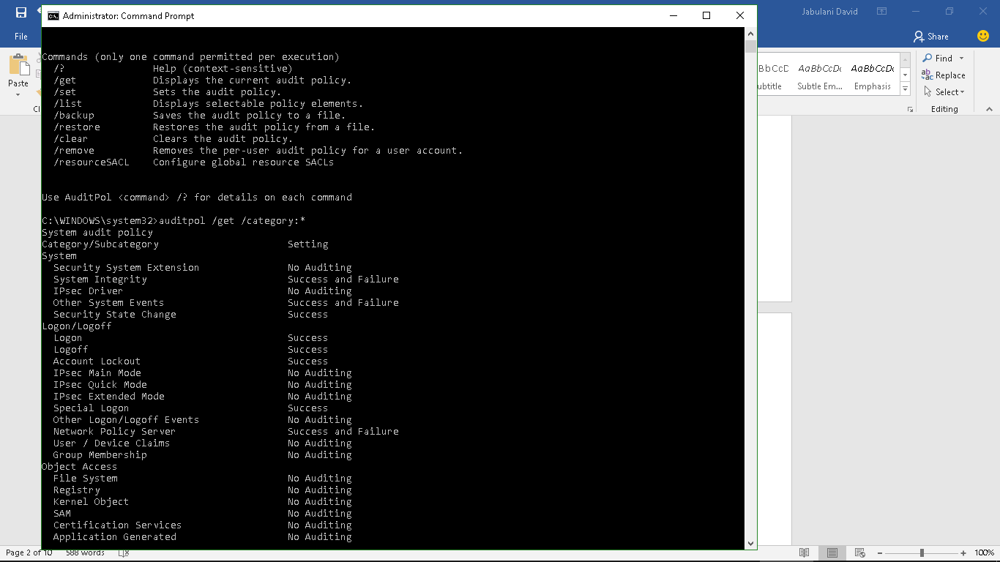 Administrator: Command Prompt
Jabulani David
File
Share
Paste
Commands (only one command permitted per execution)
/? Help (context-sensitive)
/get Displays the current audit policy.
/set Sets the audit policy.
/list Displays selectable policy elements.
/backup Saves the audit policy to a file.
/restore Restores the audit policy from a file.
/clear Clears the audit policy.
/remove Removes the per-user audit policy for a user account.
/resourceSACL Configure global resource SACLs
Use AuditPol <command> /? for details on each command
C:\WINDOWS\system32>auditpol /get /category:*
System audit policy
Category/Subcategory Setting
System
Security System Extension No Auditing
System Integrity Success and Failure
IPsec Driver No Auditing
Other System Events Success and Failure
Security State Change Success
Logon/Logoff
Logon Success
Logoff Success
Account Lockout Success
IPsec Main Mode No Auditing
IPsec Quick Mode No Auditing
IPsec Extended Mode No Auditing
Special Logon Success
Other Logon/Logoff Events No Auditing
Network Policy Server Success and Failure
User / Device Claims No Auditing
Group Membership No Auditing
Object Access
File System No Auditing
Registry No Auditing
Kernel Object No Auditing
SAM No Auditing
Certification Services No Auditing
Application Generated No Auditing
BbCcD AaBbCcDc AaBbCcDc
ubtitle Subtle Em... Emphasis
Find
Replace
Select
Editing
Page 2 of 10 588 words
100%